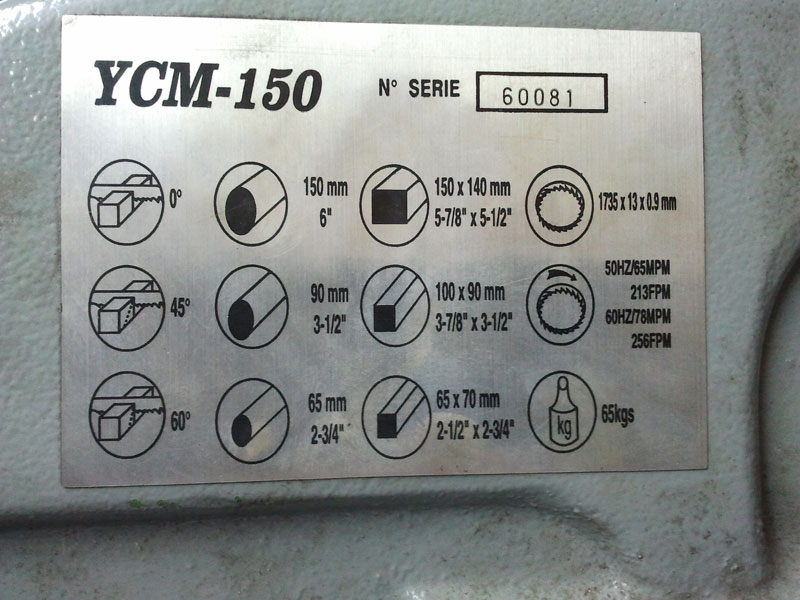 YCM-150 N° SERIE 60081
0° 150 mm 150 x 140 mm 1735 x 13 x 0.9 mm
6" 5-7/8" x 5-1/2"
45° 90 mm 100 x 90 mm 50HZ/65MPM
3-1/2" 3-7/8" x 3-1/2" 213FPM
60HZ/78MPM
256FPM
60° 65 mm 65 x 70 mm 65kgs
2-3/4" 2-1/2" x 2-3/4" kg